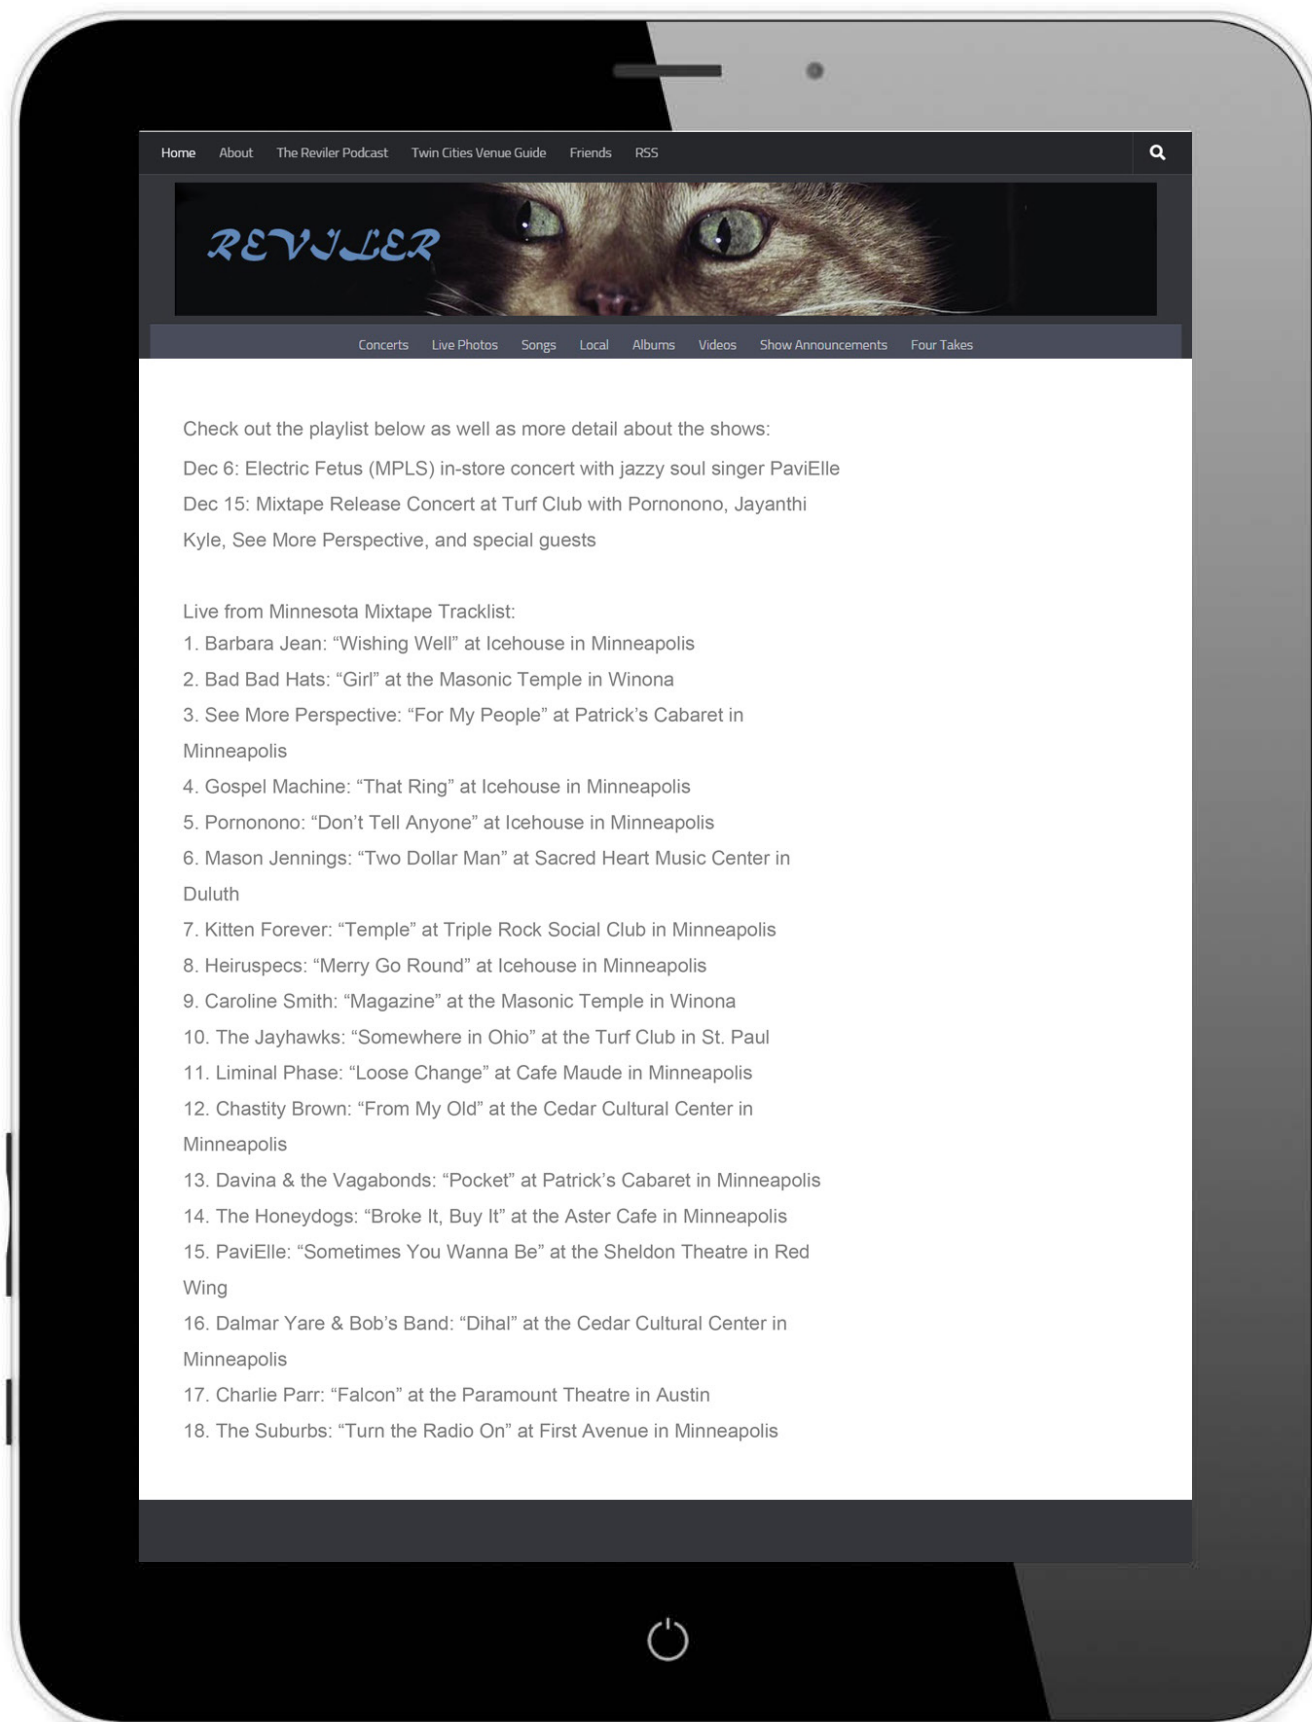 Home About The Reviler Podcast Twin Cities Venue Guide Friends RSS
REVILER
Concerts Live Photos Songs Local Albums Videos Show Announcements Four Takes
Check out the playlist below as well as more detail about the shows:
Dec 6: Electric Fetus (MPLS) in-store concert with jazzy soul singer PaviElle
Dec 15: Mixtape Release Concert at Turf Club with Pornonono, Jayanthi
Kyle, See More Perspective, and special guests
Live from Minnesota Mixtape Tracklist:
1. Barbara Jean: “Wishing Well” at Icehouse in Minneapolis
2. Bad Bad Hats: “Girl” at the Masonic Temple in Winona
3. See More Perspective: “For My People” at Patrick’s Cabaret in
Minneapolis
4. Gospel Machine: “That Ring” at Icehouse in Minneapolis
5. Pornonono: “Don’t Tell Anyone” at Icehouse in Minneapolis
6. Mason Jennings: “Two Dollar Man” at Sacred Heart Music Center in
Duluth
7. Kitten Forever: “Temple” at Triple Rock Social Club in Minneapolis
8. Heiruspecs: “Merry Go Round” at Icehouse in Minneapolis
9. Caroline Smith: “Magazine” at the Masonic Temple in Winona
10. The Jayhawks: “Somewhere in Ohio” at the Turf Club in St. Paul
11. Liminal Phase: “Loose Change” at Cafe Maude in Minneapolis
12. Chastity Brown: “From My Old” at the Cedar Cultural Center in
Minneapolis
13. Davina & the Vagabonds: “Pocket” at Patrick’s Cabaret in Minneapolis
14. The Honeydogs: “Broke It, Buy It” at the Aster Cafe in Minneapolis
15. PaviElle: “Sometimes You Wanna Be” at the Sheldon Theatre in Red
Wing
16. Dalmar Yare & Bob’s Band: “Dihal” at the Cedar Cultural Center in
Minneapolis
17. Charlie Parr: “Falcon” at the Paramount Theatre in Austin
18. The Suburbs: “Turn the Radio On” at First Avenue in Minneapolis